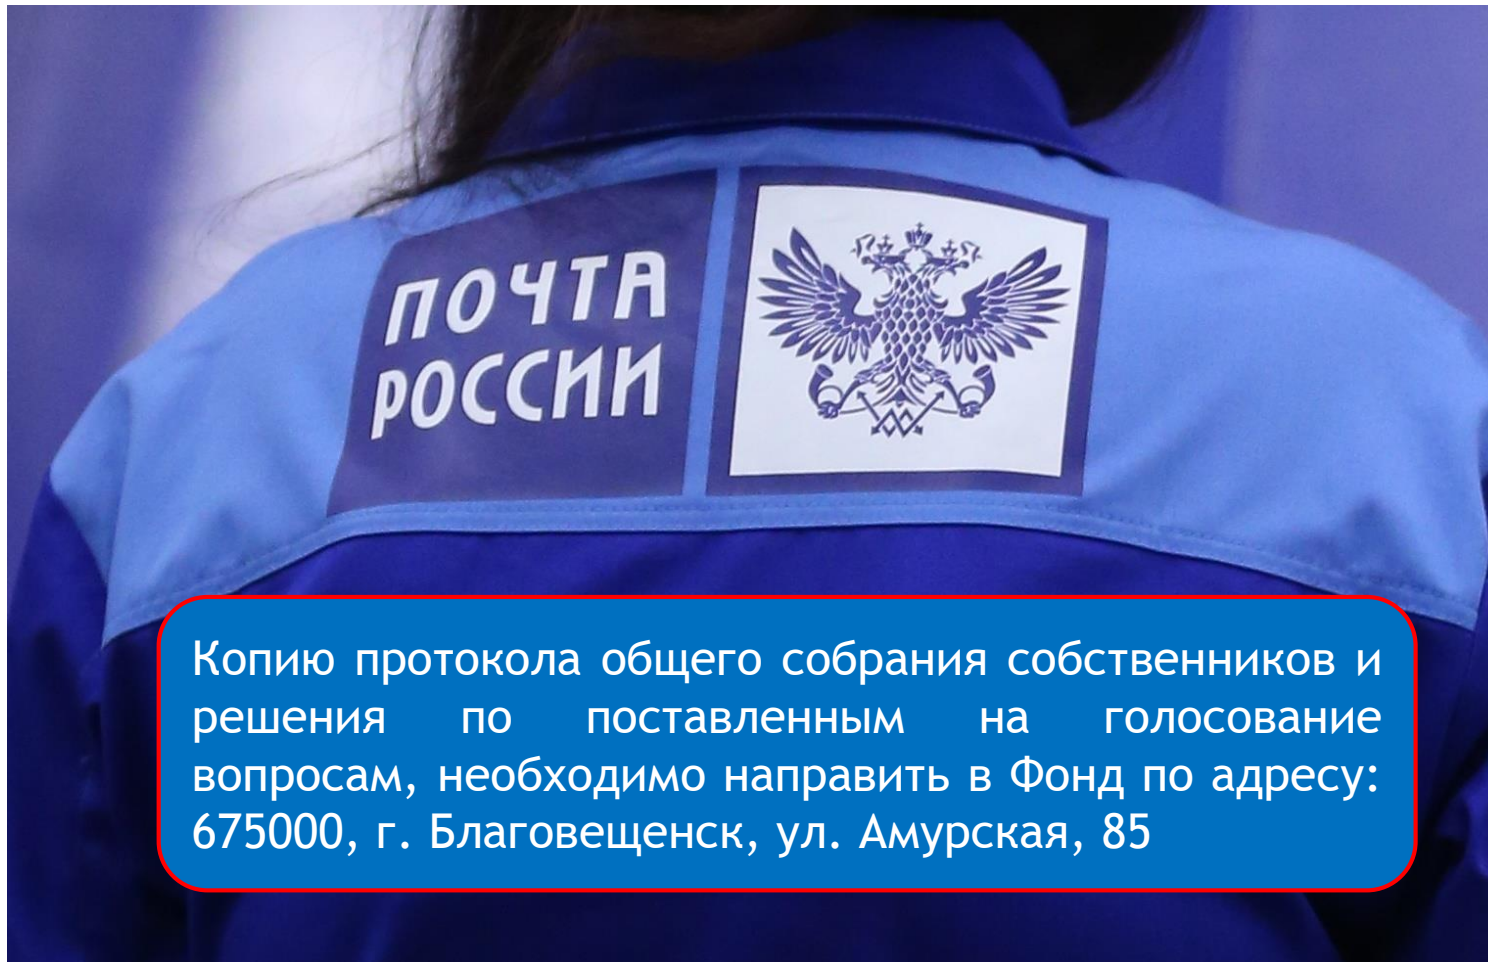 ПОЧТА
РОССИИ
Копию протокола общего собрания собственников и
решения по поставленным на голосование
вопросам, необходимо направить в Фонд по адресу:
675000, г. Благовещенск, ул. Амурская, 85